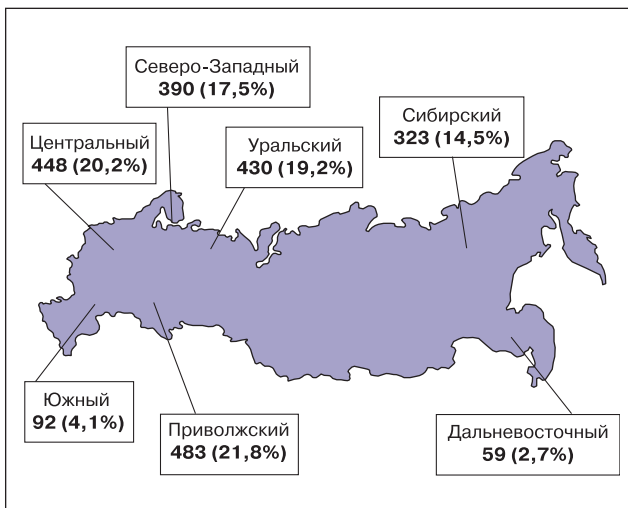 Северо-Западный
390 (17,5%)
Центральный
448 (20,2%)
Уральский
430 (19,2%)
Сибирский
323 (14,5%)
Южный
92 (4,1%)
Приволжский
483 (21,8%)
Дальневосточный
59 (2,7%)